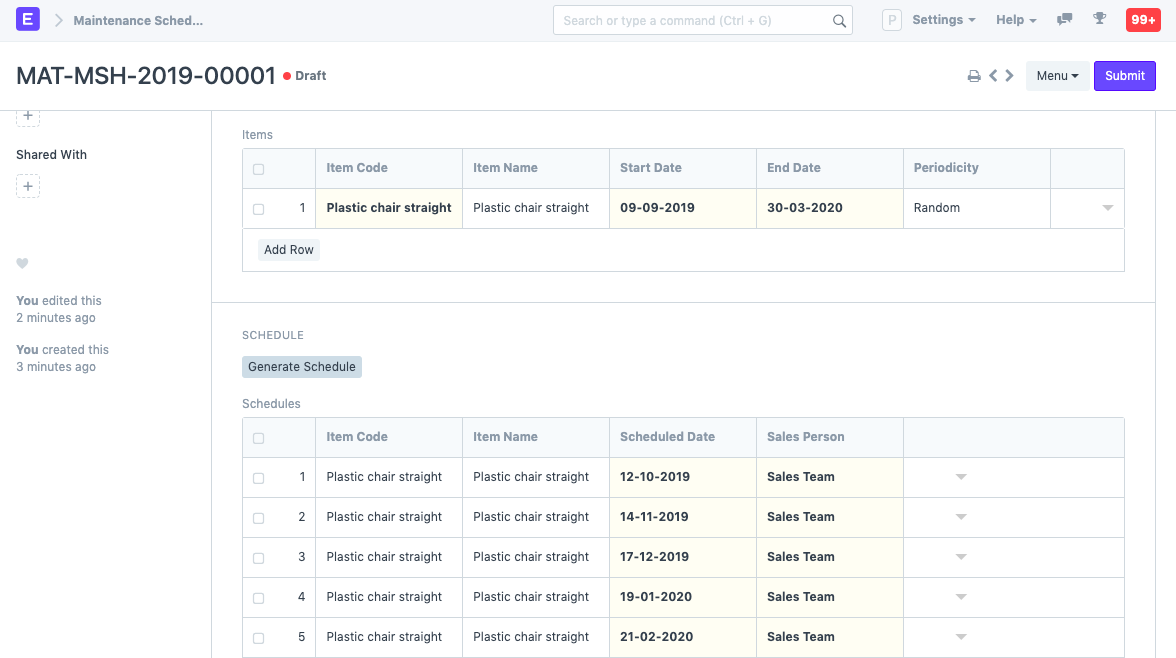 E Maintenance Sched... Search or type a command (Ctrl + G) P Settings Help 99+
MAT-MSH-2019-00001 Draft Menu Submit
+
Shared With
+
You edited this
2 minutes ago
You created this
3 minutes ago
Items
Item Code Item Name Start Date End Date Periodicity
1 Plastic chair straight Plastic chair straight 09-09-2019 30-03-2020 Random
Add Row
SCHEDULE
Generate Schedule
Schedules
Item Code Item Name Scheduled Date Sales Person
1 Plastic chair straight Plastic chair straight 12-10-2019 Sales Team
2 Plastic chair straight Plastic chair straight 14-11-2019 Sales Team
3 Plastic chair straight Plastic chair straight 17-12-2019 Sales Team
4 Plastic chair straight Plastic chair straight 19-01-2020 Sales Team
5 Plastic chair straight Plastic chair straight 21-02-2020 Sales Team